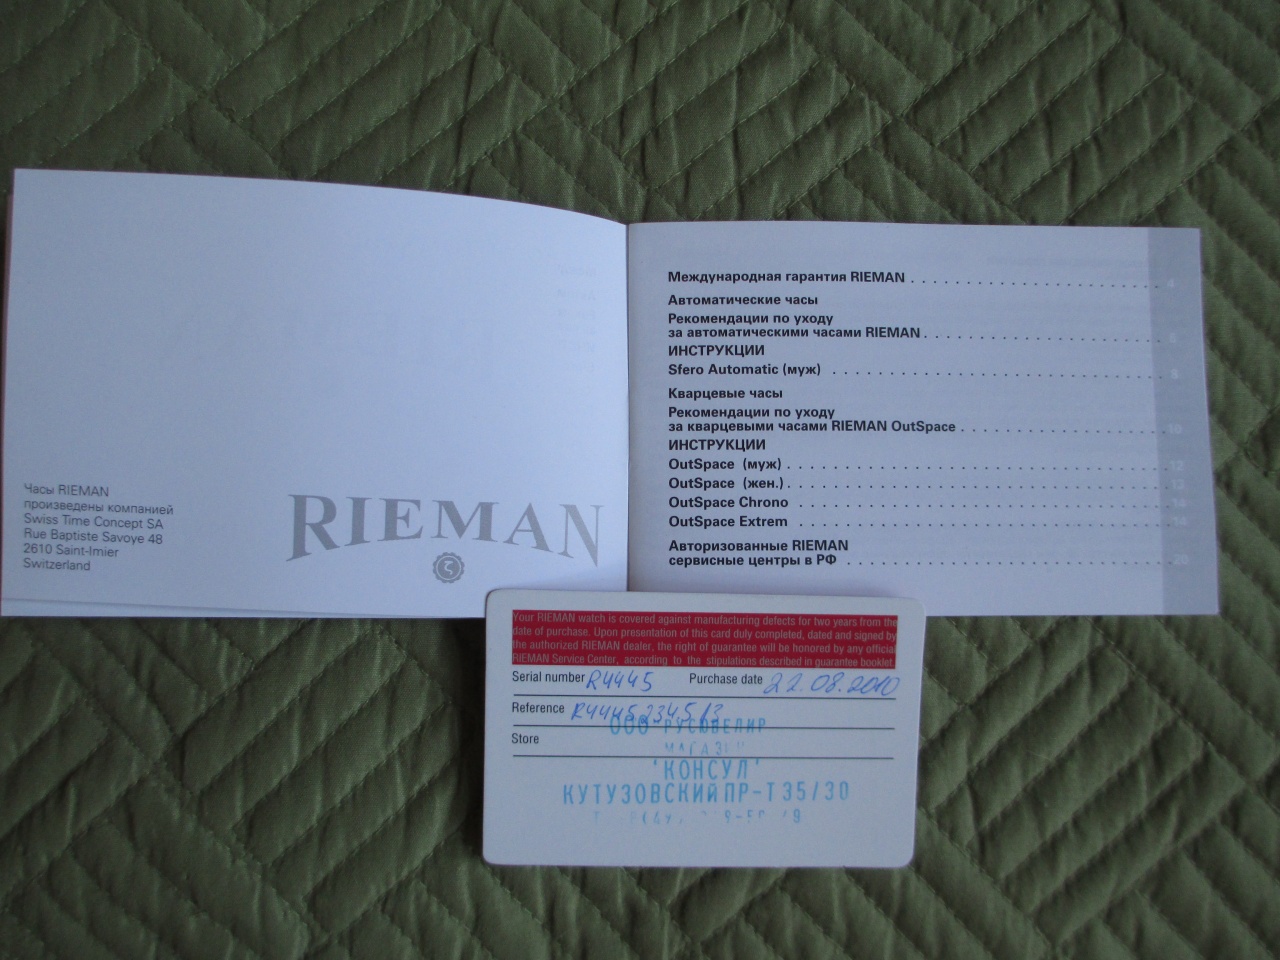 Часы RIEMAN
произведены компанией
Swiss Time Concept SA
Rue Baptiste Savoye 48
2610 Saint-Imier
Switzerland
RIEMAN
Международная гарантия RIEMAN . . . . . . . . . . . . . . . . . . . . . . . . 4
Автоматические часы
Рекомендации по уходу
за автоматическими часами RIEMAN . . . . . . . . . . . . . . . . . . . . . .
ИНСТРУКЦИИ
Sfero Automatic (муж) . . . . . . . . . . . . . . . . . . . . . . . . . . . . . .
Кварцевые часы
Рекомендации по уходу
за кварцевыми часами RIEMAN OutSpace . . . . . . . . . . . . . . . . . . . 10
ИНСТРУКЦИИ
OutSpace (муж) . . . . . . . . . . . . . . . . . . . . . . . . . . . . . . . . . 12
OutSpace (жен.) . . . . . . . . . . . . . . . . . . . . . . . . . . . . . . . . .
OutSpace Chrono . . . . . . . . . . . . . . . . . . . . . . . . . . . . . . . .
OutSpace Extrem . . . . . . . . . . . . . . . . . . . . . . . . . . . . . . . .
Авторизованные RIEMAN
сервисные центры в РФ . . . . . . . . . . . . . . . . . . . . . . . . . . . .
Your RIEMAN watch is covered against manufacturing defects for two years from the
date of purchase. Upon presentation of this card duly completed, dated and signed by
the authorized RIEMAN dealer, the right of guarantee will be honored by any official
RIEMAN Service Center, according to the stipulations described in guarantee booklet.
Serial number R4445 Purchase date 22.08.2010
Reference
ООО "РУСЮВЕЛИР
Store
"КОНСУЛ"
КУТУЗОВСКИЙ ПР-Т 35/30